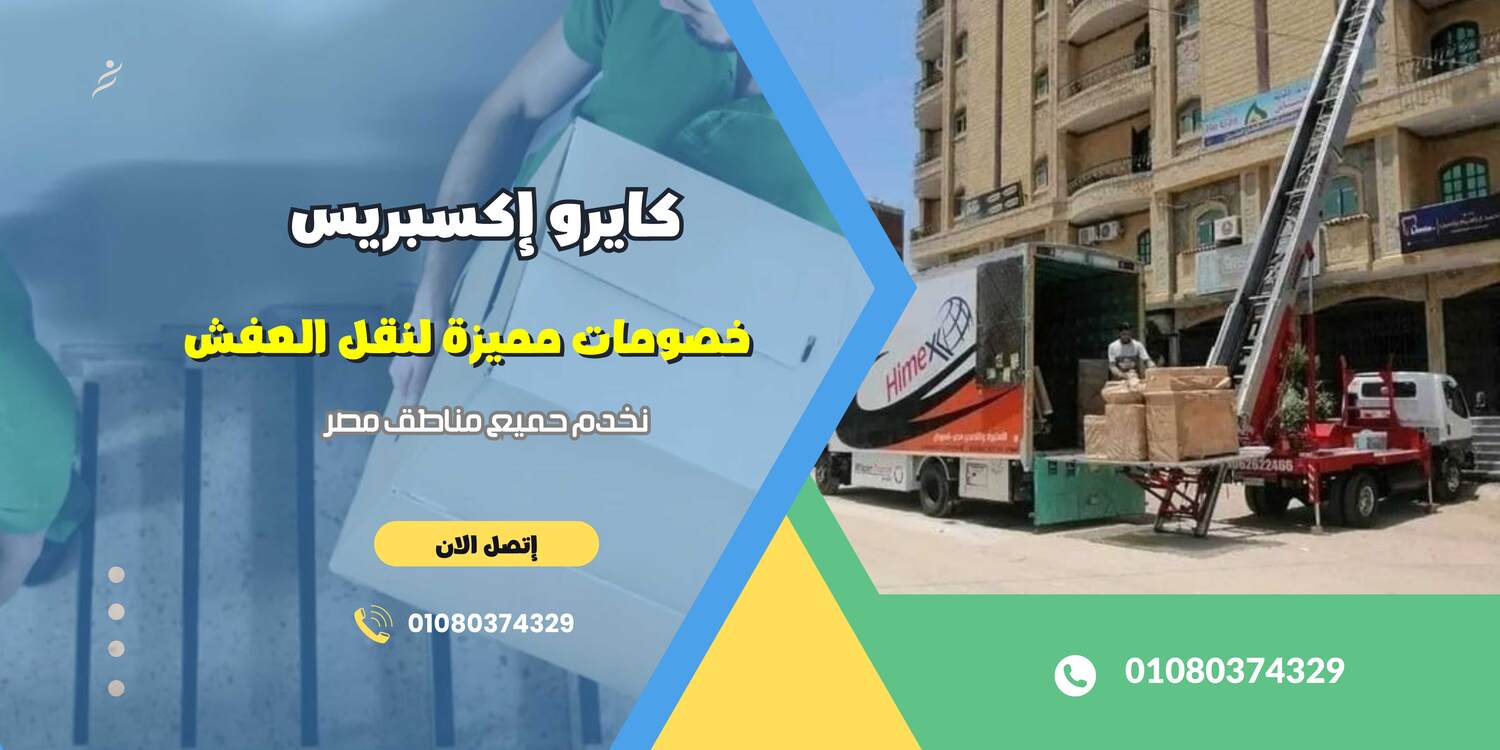 كايرو إكسبريس
خصومات مميزة لنقل العفش
نخدم جميع مناطق مصر
إتصل الان
01080374329
Himex
01080374329